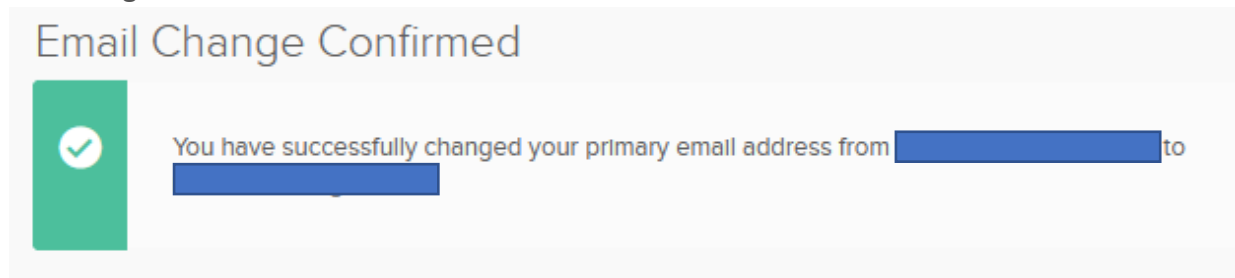 Email Change Confirmed
You have successfully changed your primary email address from to